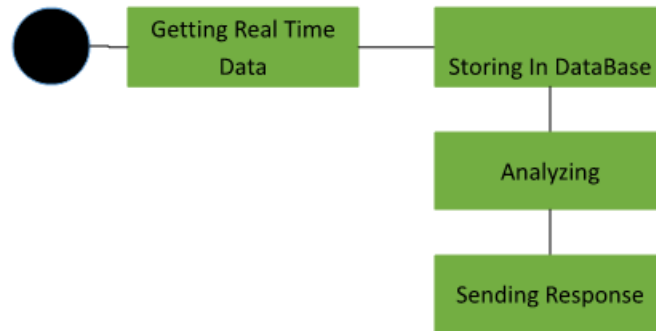 Getting Real Time
Data
Storing In DataBase
Analyzing
Sending Response